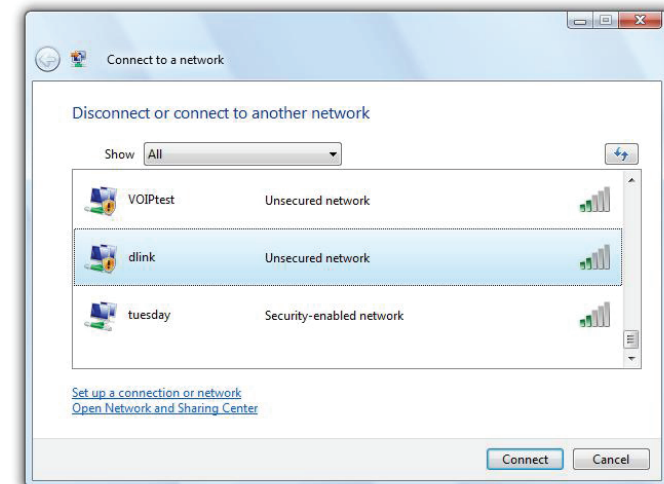 Connect to a network
Disconnect or connect to another network
Show All
VOIPtest Unsecured network
dlink Unsecured network
tuesday Security-enabled network
Set up a connection or network
Open Network and Sharing Center
Connect Cancel